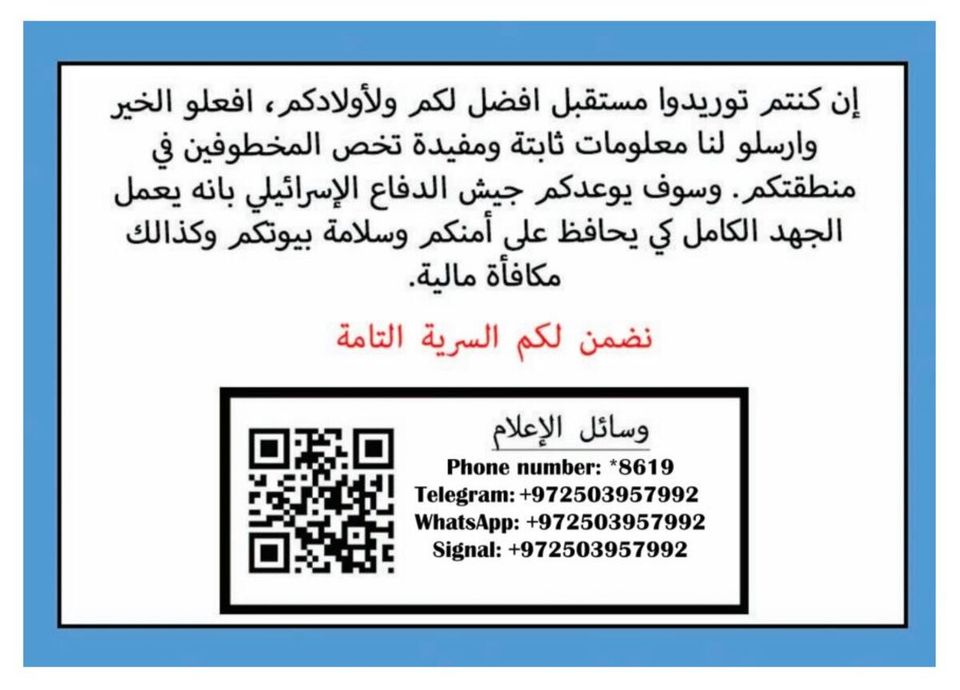 إن كنتم توريدوا مستقبل افضل لكم ولأولادكم، افعلو الخير
وارسلو لنا معلومات ثابتة ومفيدة تخص المخطوفين في
منطقتكم. وسوف يوعدكم جيش الدفاع الإسرائيلي بانه يعمل
الجهد الكامل كي يحافظ على أمنكم وسلامة بيوتكم وكذالك
مكافأة مالية.
نضمن لكم السرية التامة
وسائل الإعلام
Phone number: *8619
Telegram: +972503957992
WhatsApp: +972503957992
Signal: +972503957992